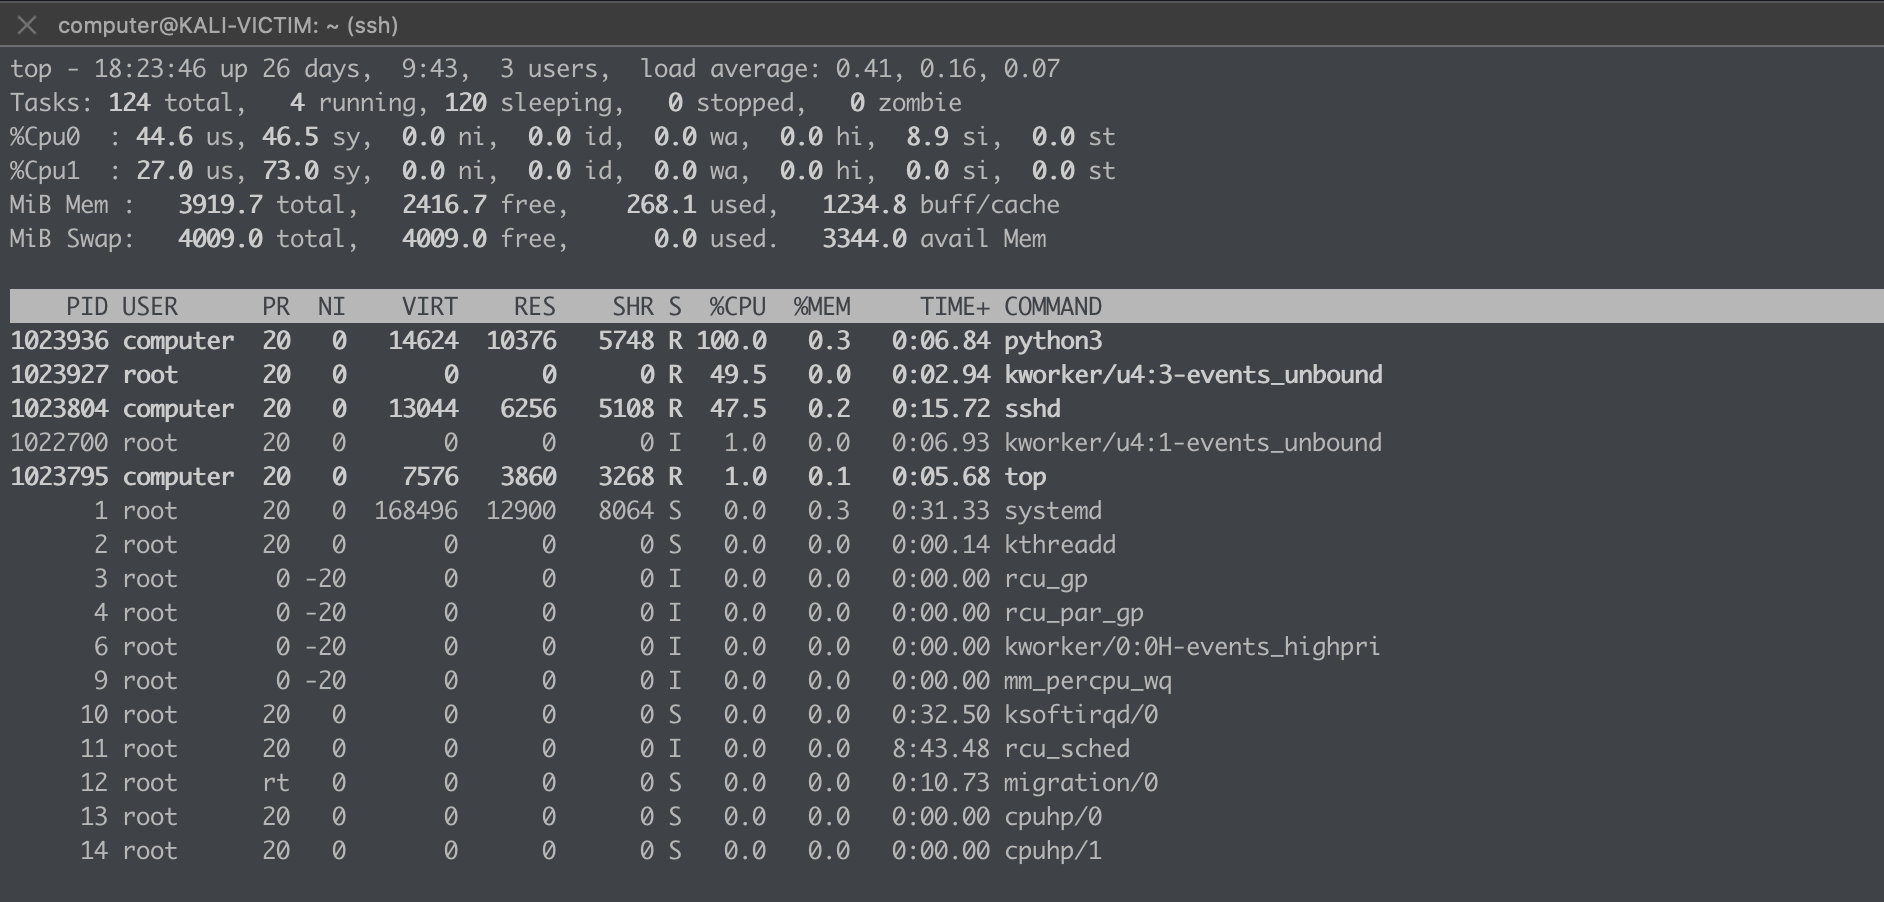 computer@KALI-VICTIM: ~ (ssh)
top - 18:23:46 up 26 days,  9:43,  3 users,  load average: 0.41, 0.16, 0.07
Tasks: 124 total,   4 running, 120 sleeping,   0 stopped,   0 zombie
%Cpu0  : 44.6 us, 46.5 sy,  0.0 ni,  0.0 id,  0.0 wa,  0.0 hi,  8.9 si,  0.0 st
%Cpu1  : 27.0 us, 73.0 sy,  0.0 ni,  0.0 id,  0.0 wa,  0.0 hi,  0.0 si,  0.0 st
MiB Mem :   3919.7 total,   2416.7 free,    268.1 used,   1234.8 buff/cache
MiB Swap:   4009.0 total,   4009.0 free,      0.0 used.   3344.0 avail Mem
    PID USER      PR  NI    VIRT    RES    SHR S  %CPU  %MEM     TIME+ COMMAND
1023936 computer  20   0   14624  10376   5748 R 100.0   0.3   0:06.84 python3
1023927 root      20   0       0      0      0 R  49.5   0.0   0:02.94 kworker/u4:3-events_unbound
1023804 computer  20   0   13044   6256   5108 R  47.5   0.2   0:15.72 sshd
1022700 root      20   0       0      0      0 I   1.0   0.0   0:06.93 kworker/u4:1-events_unbound
1023795 computer  20   0    7576   3860   3268 R   1.0   0.1   0:05.68 top
      1 root      20   0  168496  12900   8064 S   0.0   0.3   0:31.33 systemd
      2 root      20   0       0      0      0 S   0.0   0.0   0:00.14 kthreadd
      3 root       0 -20       0      0      0 I   0.0   0.0   0:00.00 rcu_gp
      4 root       0 -20       0      0      0 I   0.0   0.0   0:00.00 rcu_par_gp
      6 root       0 -20       0      0      0 I   0.0   0.0   0:00.00 kworker/0:0H-events_highpri
      9 root       0 -20       0      0      0 I   0.0   0.0   0:00.00 mm_percpu_wq
     10 root      20   0       0      0      0 S   0.0   0.0   0:32.50 ksoftirqd/0
     11 root      20   0       0      0      0 I   0.0   0.0   8:43.48 rcu_sched
     12 root      rt   0       0      0      0 S   0.0   0.0   0:10.73 migration/0
     13 root      20   0       0      0      0 S   0.0   0.0   0:00.00 cpuhp/0
     14 root      20   0       0      0      0 S   0.0   0.0   0:00.00 cpuhp/1